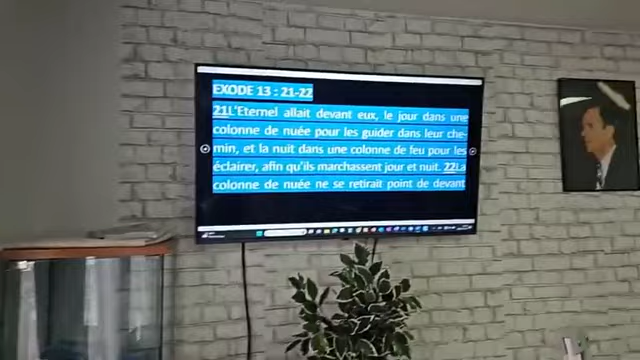 EXODE 13 : 21-22
21L'Eternel allait devant eux, le jour dans une
colonne de nuée pour les guider dans leur che-
min, et la nuit dans une colonne de feu pour les
éclairer, afin qu'ils marchassent jour et nuit. 22La
colonne de nuée ne se retirait point de devant